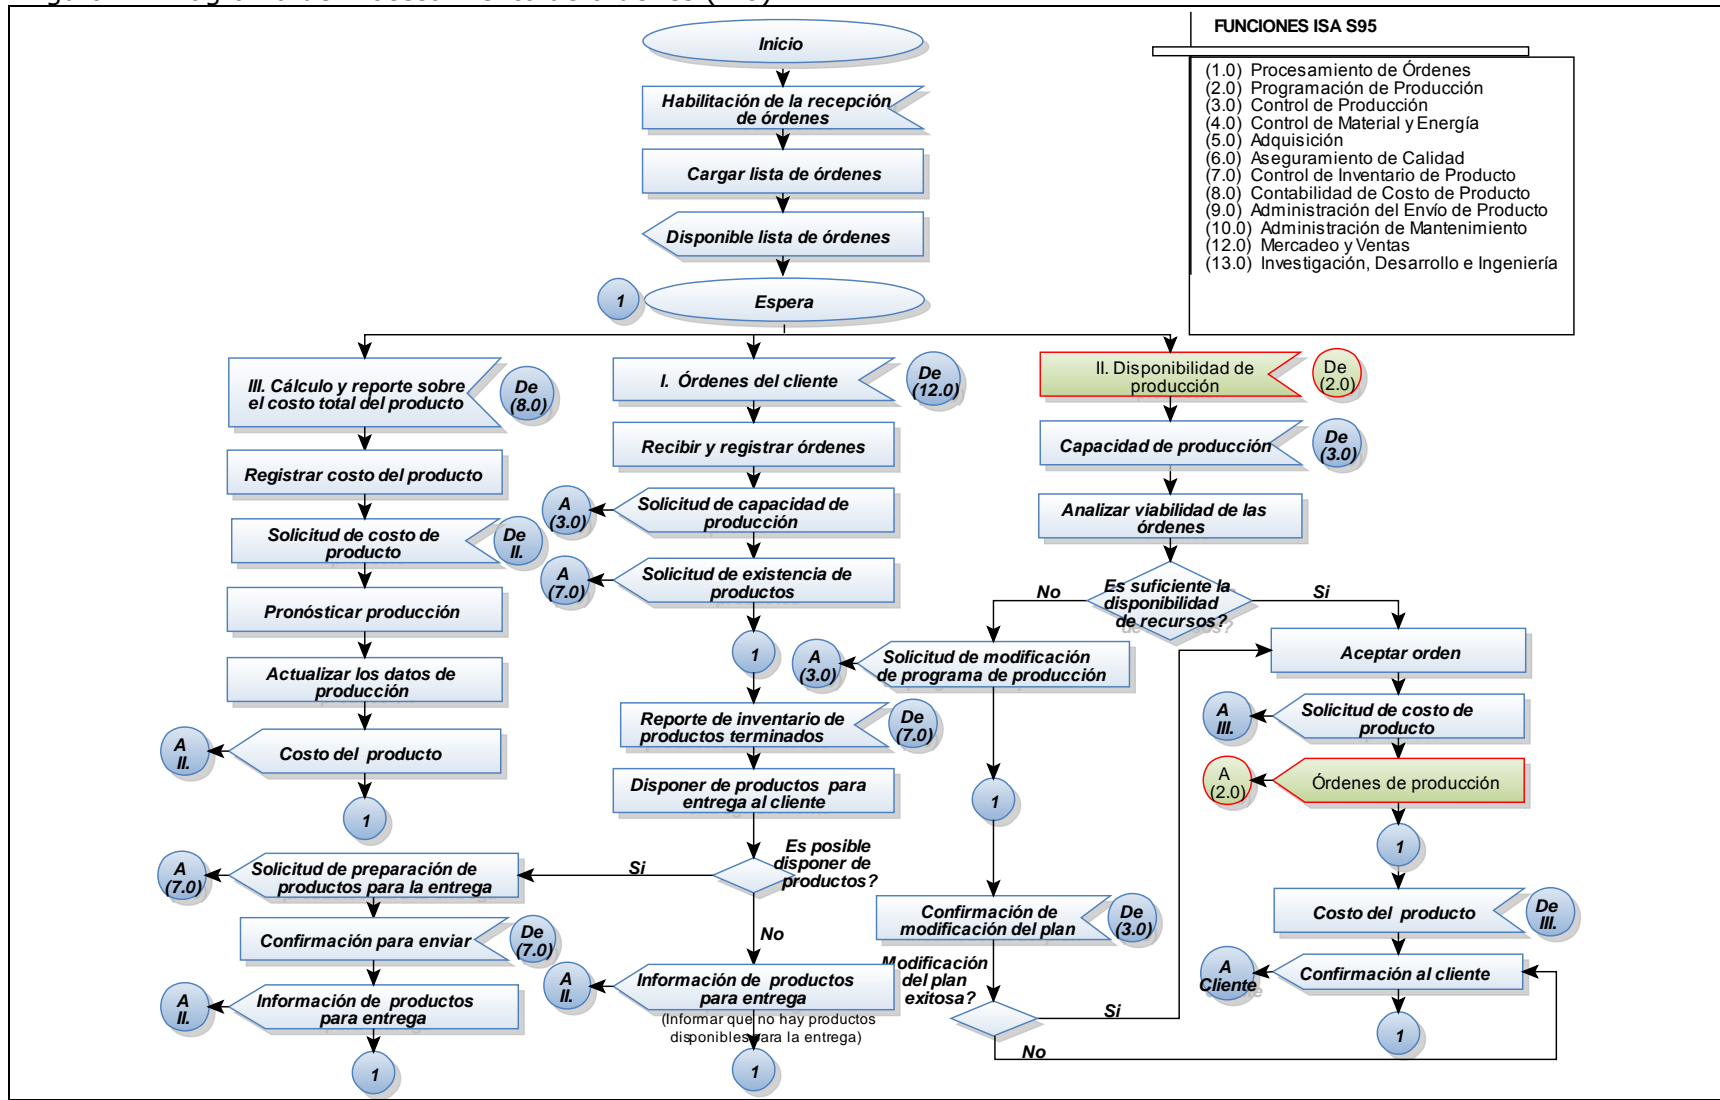 Inicio
Habilitación de la recepción
de órdenes
Cargar lista de órdenes
Disponible lista de órdenes
1
Espera
FUNCIONES ISA S95
(1.0) Procesamiento de Órdenes
(2.0) Programación de Producción
(3.0) Control de Producción
(4.0) Control de Material y Energía
(5.0) Adquisición
(6.0) Aseguramiento de Calidad
(7.0) Control de Inventario de Producto
(8.0) Contabilidad de Costo de Producto
(9.0) Administración del Envío de Producto
(10.0) Administración de Mantenimiento
(12.0) Mercadeo y Ventas
(13.0) Investigación, Desarrollo e Ingeniería
III. Cálculo y reporte sobre
el costo total del producto
De
(8.0)
Registrar costo del producto
Solicitud de costo de
producto
De
II.
Pronósticar producción
Actualizar los datos de
producción
A
II.
Costo del producto
1
I. Órdenes del cliente
De
(12.0)
Recibir y registrar órdenes
A
(3.0)
Solicitud de capacidad de
producción
A
(7.0)
Solicitud de existencia de
productos
1
Reporte de inventario de
productos terminados
De
(7.0)
Disponer de productos para
entrega al cliente
Es posible
disponer de
productos?
Si
No
A
(7.0)
Solicitud de preparación de
productos para la entrega
Confirmación para enviar
De
(7.0)
A
II.
Información de productos
para entrega
1
A
II.
Información de productos
para entrega
(Informar que no hay productos
disponibles para la entrega)
1
II. Disponibilidad de
producción
De
(2.0)
Capacidad de producción
De
(3.0)
Analizar viabilidad de las
órdenes
Es suficiente la
disponibilidad
de recursos?
No
Si
A
(3.0)
Solicitud de modificación
de programa de producción
1
Confirmación de
modificación del plan
De
(3.0)
Modificación
del plan
exitosa?
Si
No
Aceptar orden
A
III.
Solicitud de costo de
producto
A
(2.0)
Órdenes de producción
1
Costo del producto
De
III.
A
Cliente
Confirmación al cliente
1